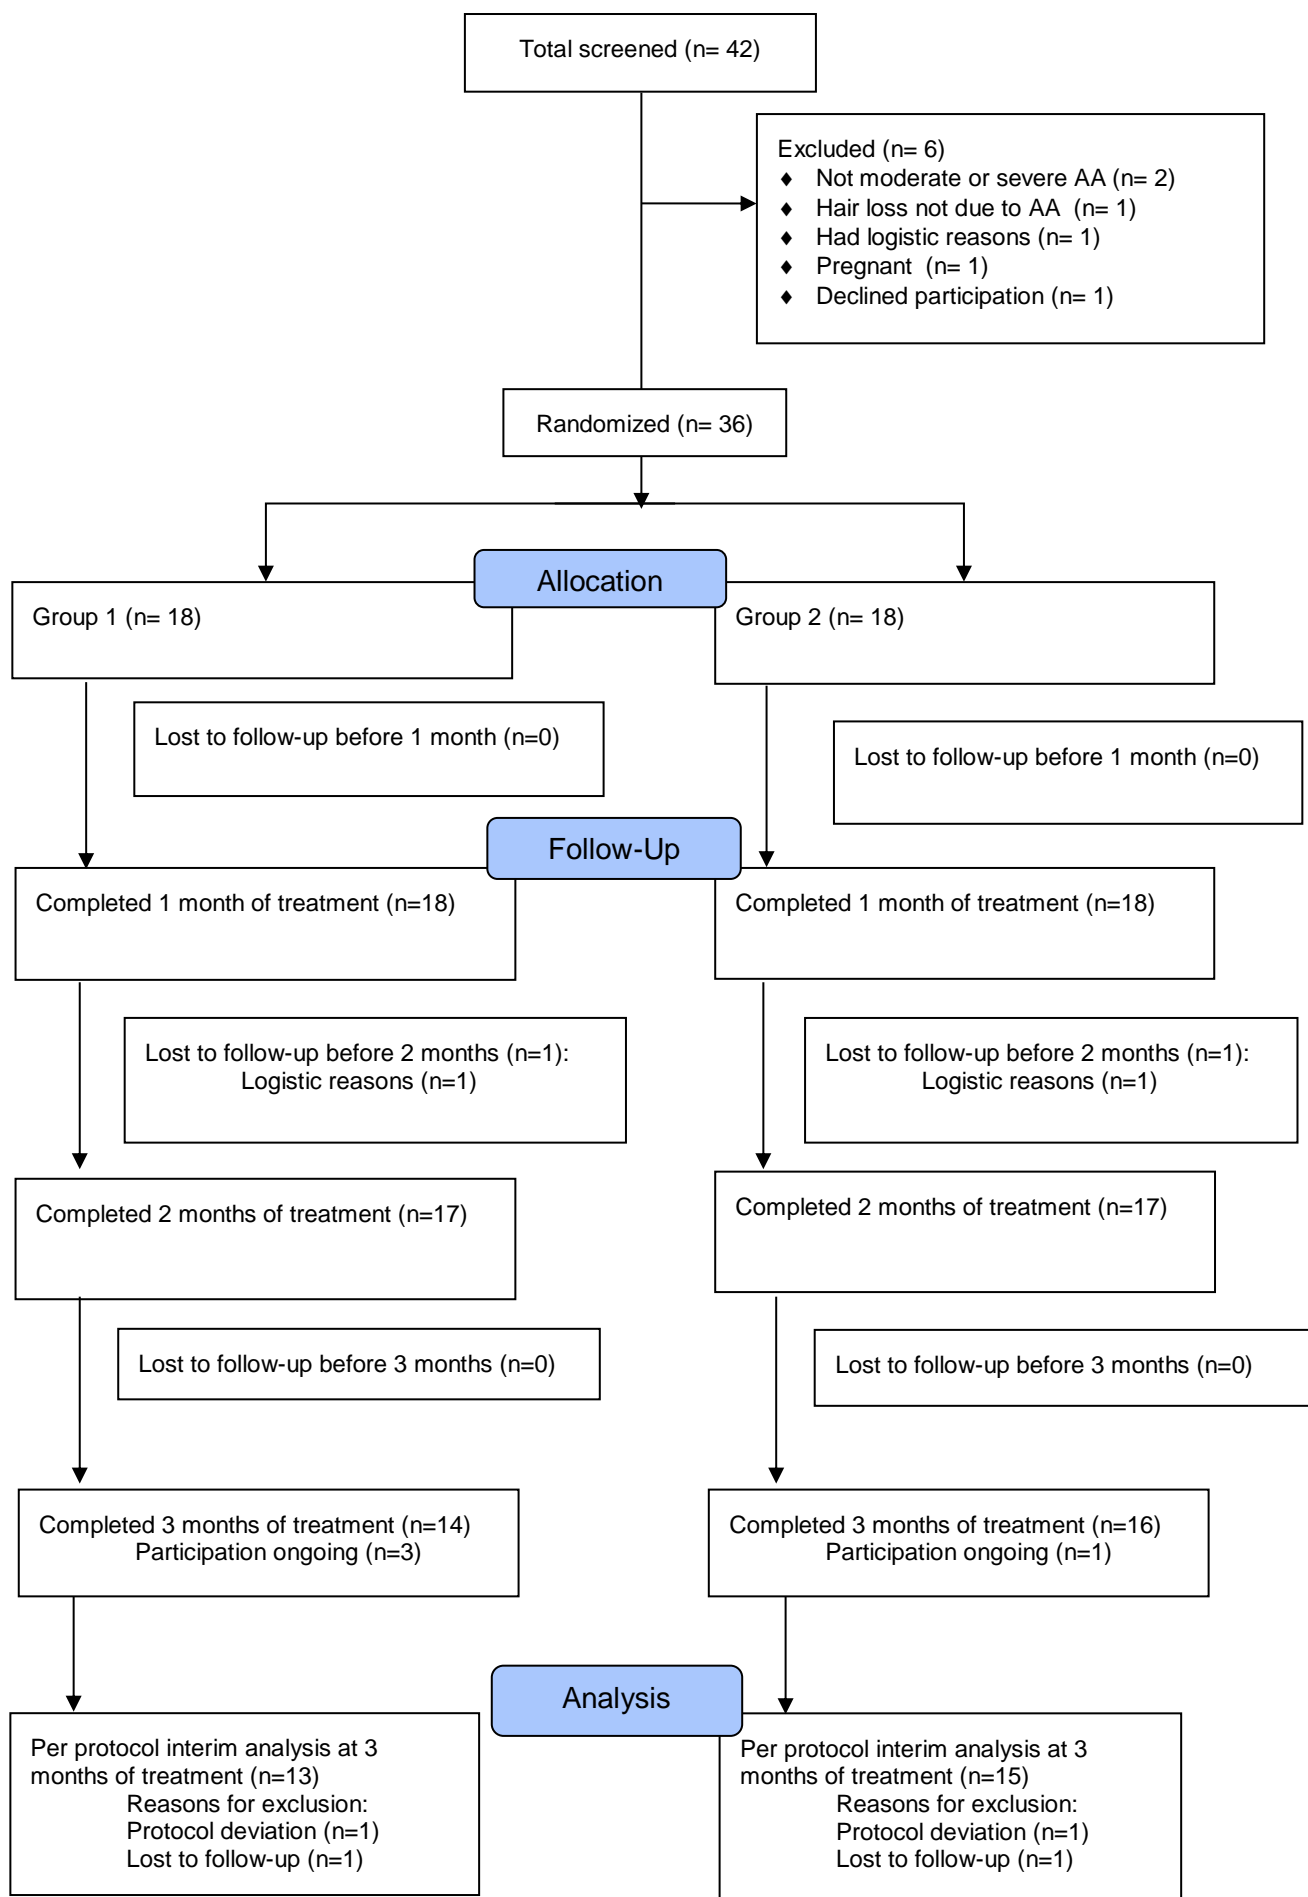 Total screened (n= 42)
Excluded (n= 6)
♦ Not moderate or severe AA (n= 2)
♦ Hair loss not due to AA (n= 1)
♦ Had logistic reasons (n= 1)
♦ Pregnant (n= 1)
♦ Declined participation (n= 1)
Randomized (n= 36)
Allocation
Group 1 (n= 18)
Group 2 (n= 18)
Lost to follow-up before 1 month (n=0)
Lost to follow-up before 1 month (n=0)
Follow-Up
Completed 1 month of treatment (n=18)
Completed 1 month of treatment (n=18)
Lost to follow-up before 2 months (n=1):
Logistic reasons (n=1)
Lost to follow-up before 2 months (n=1):
Logistic reasons (n=1)
Completed 2 months of treatment (n=17)
Completed 2 months of treatment (n=17)
Lost to follow-up before 3 months (n=0)
Lost to follow-up before 3 months (n=0)
Completed 3 months of treatment (n=14)
Participation ongoing (n=3)
Completed 3 months of treatment (n=16)
Participation ongoing (n=1)
Analysis
Per protocol interim analysis at 3
months of treatment (n=13)
Reasons for exclusion:
Protocol deviation (n=1)
Lost to follow-up (n=1)
Per protocol interim analysis at 3
months of treatment (n=15)
Reasons for exclusion:
Protocol deviation (n=1)
Lost to follow-up (n=1)